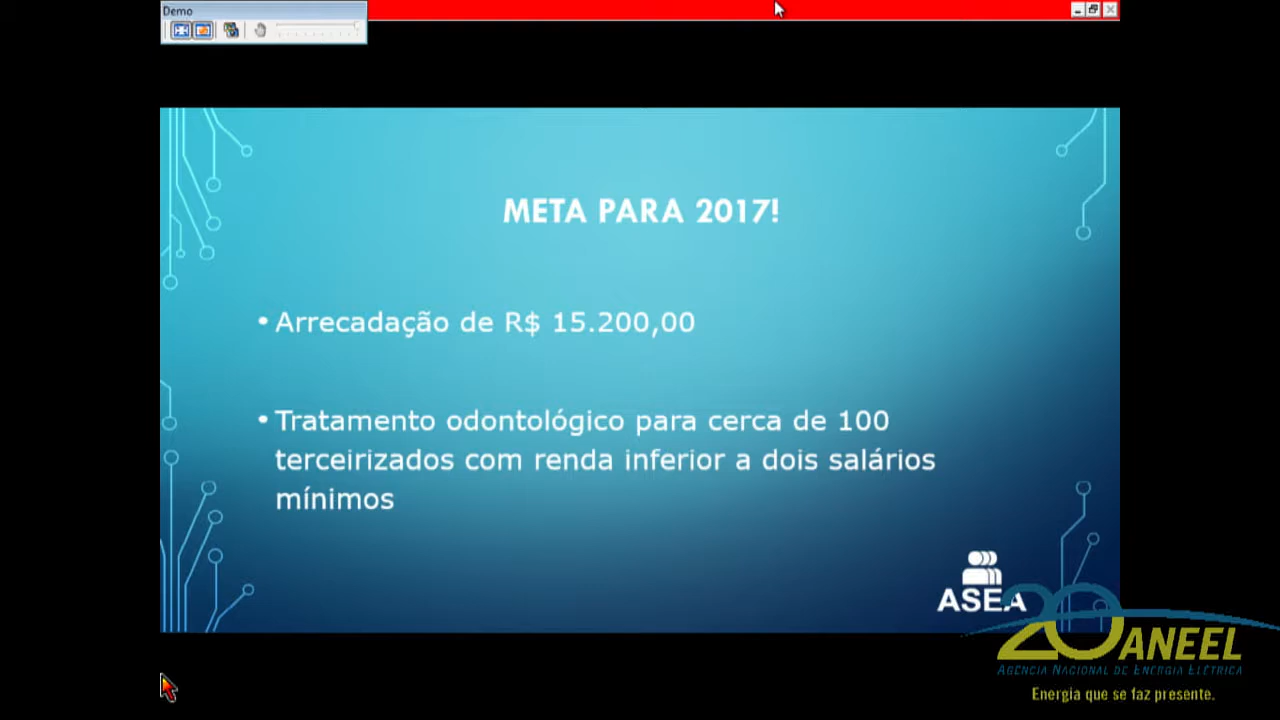 Demo
META PARA 2017!
• Arrecadação de R$ 15.200,00
• Tratamento odontológico para cerca de 100
terceirizados com renda inferior a dois salários
mínimos
ASEA
20 ANEEL
AGÊNCIA NACIONAL DE ENERGIA ELÉTRICA
Energia que se faz presente.